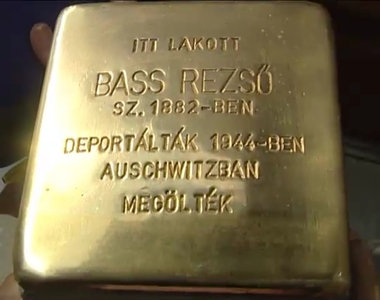 ITT LAKOTT
BASS REZSŐ
SZ. 1882-BEN
DEPORTÁLTÁK 1944-BEN
AUSCHWITZBAN
MEGÖLTÉK